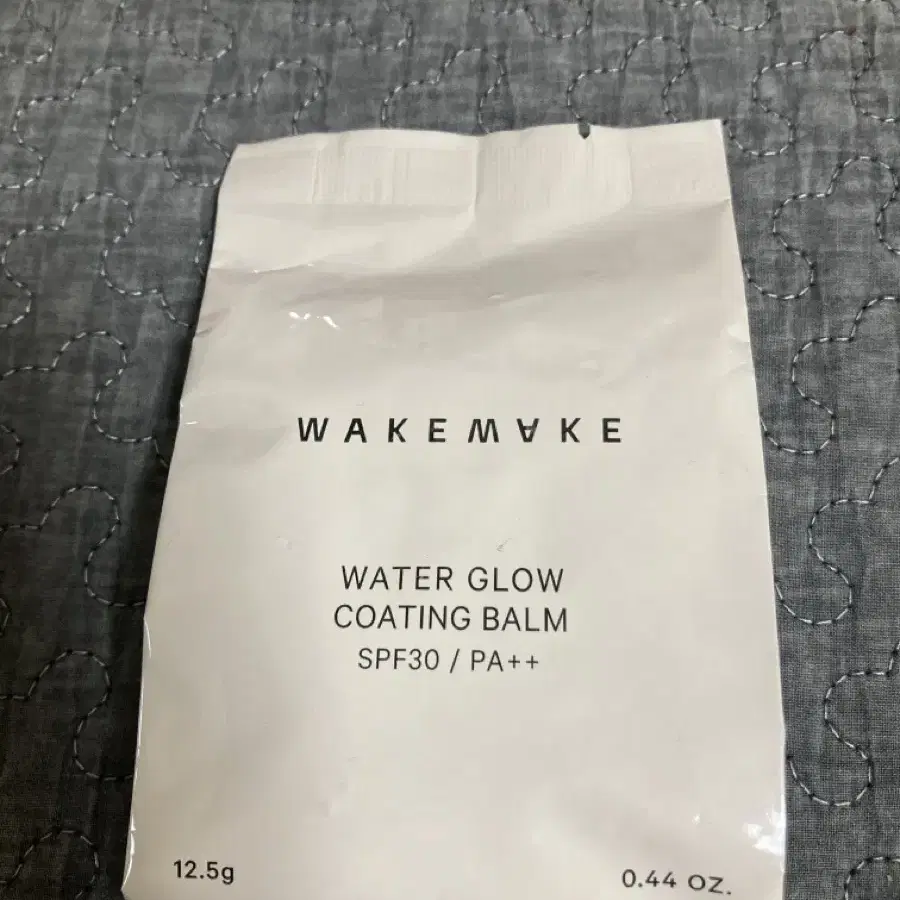 WAKEMAKE
WATER GLOW
COATING BALM
SPF30 / PA++
12.5g
0.44 OZ.